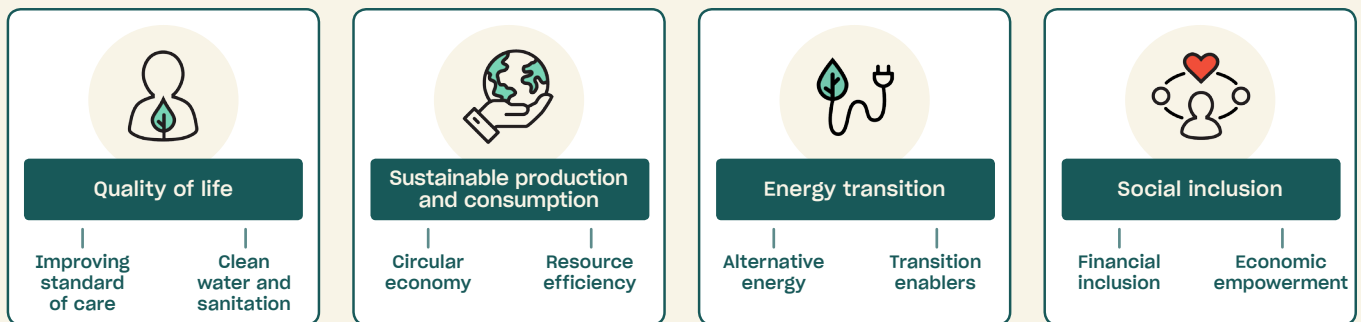 Quality of life
Improving
standard
of care
Clean
water and
sanitation
Sustainable production
and consumption
Circular
economy
Resource
efficiency
Energy transition
Alternative
energy
Transition
enablers
Social inclusion
Financial
inclusion
Economic
empowerment